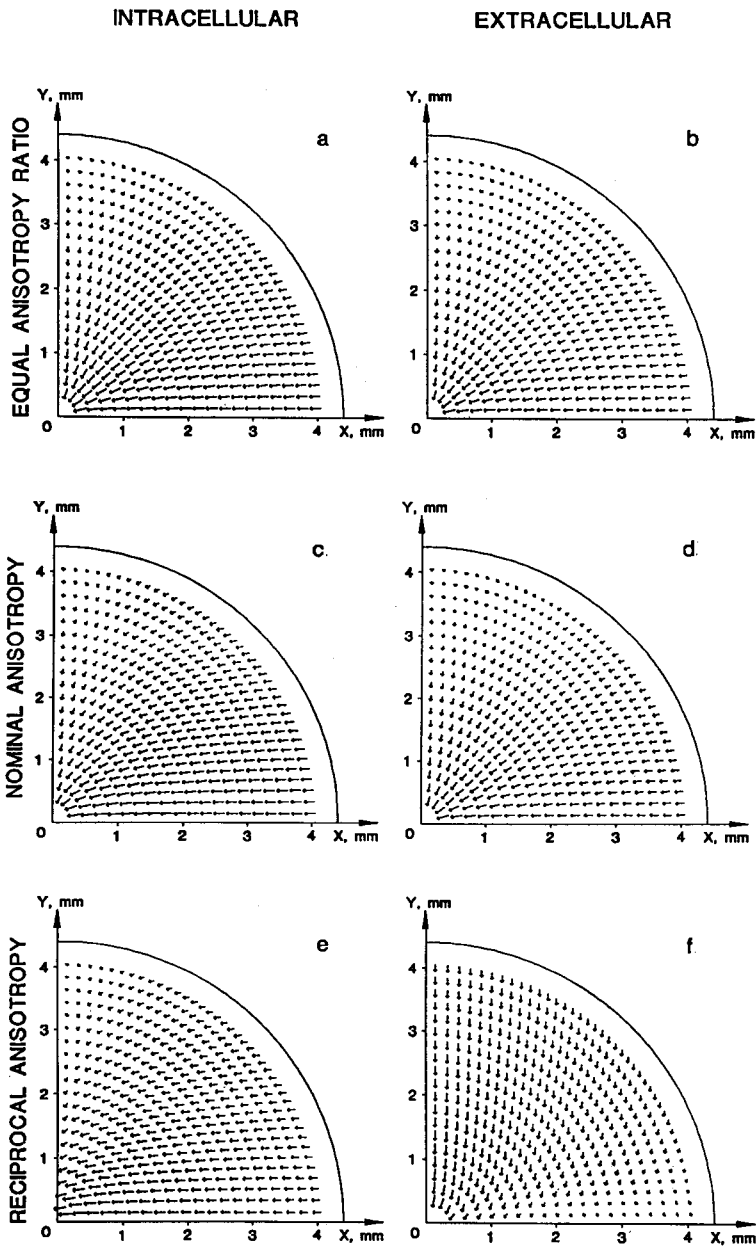 INTRACELLULAR
EXTRACELLULAR
EQUAL ANISOTROPY RATIO
Y, mm
a
4
3
2
1
0
1 2 3 4 X, mm
Y, mm
b
4
3
2
1
0
1 2 3 4 X, mm
NOMINAL ANISOTROPY
Y, mm
c.
4
3
2
1
0
1 2 3 4 X, mm
Y, mm
d.
4
3
2
1
0
1 2 3 4 X, mm
RECIPROCAL ANISOTROPY
Y, mm
e
4
3
2
1
0
1 2 3 4 X, mm
Y, mm
f.
4
3
2
1
0
1 2 3 4 X, mm